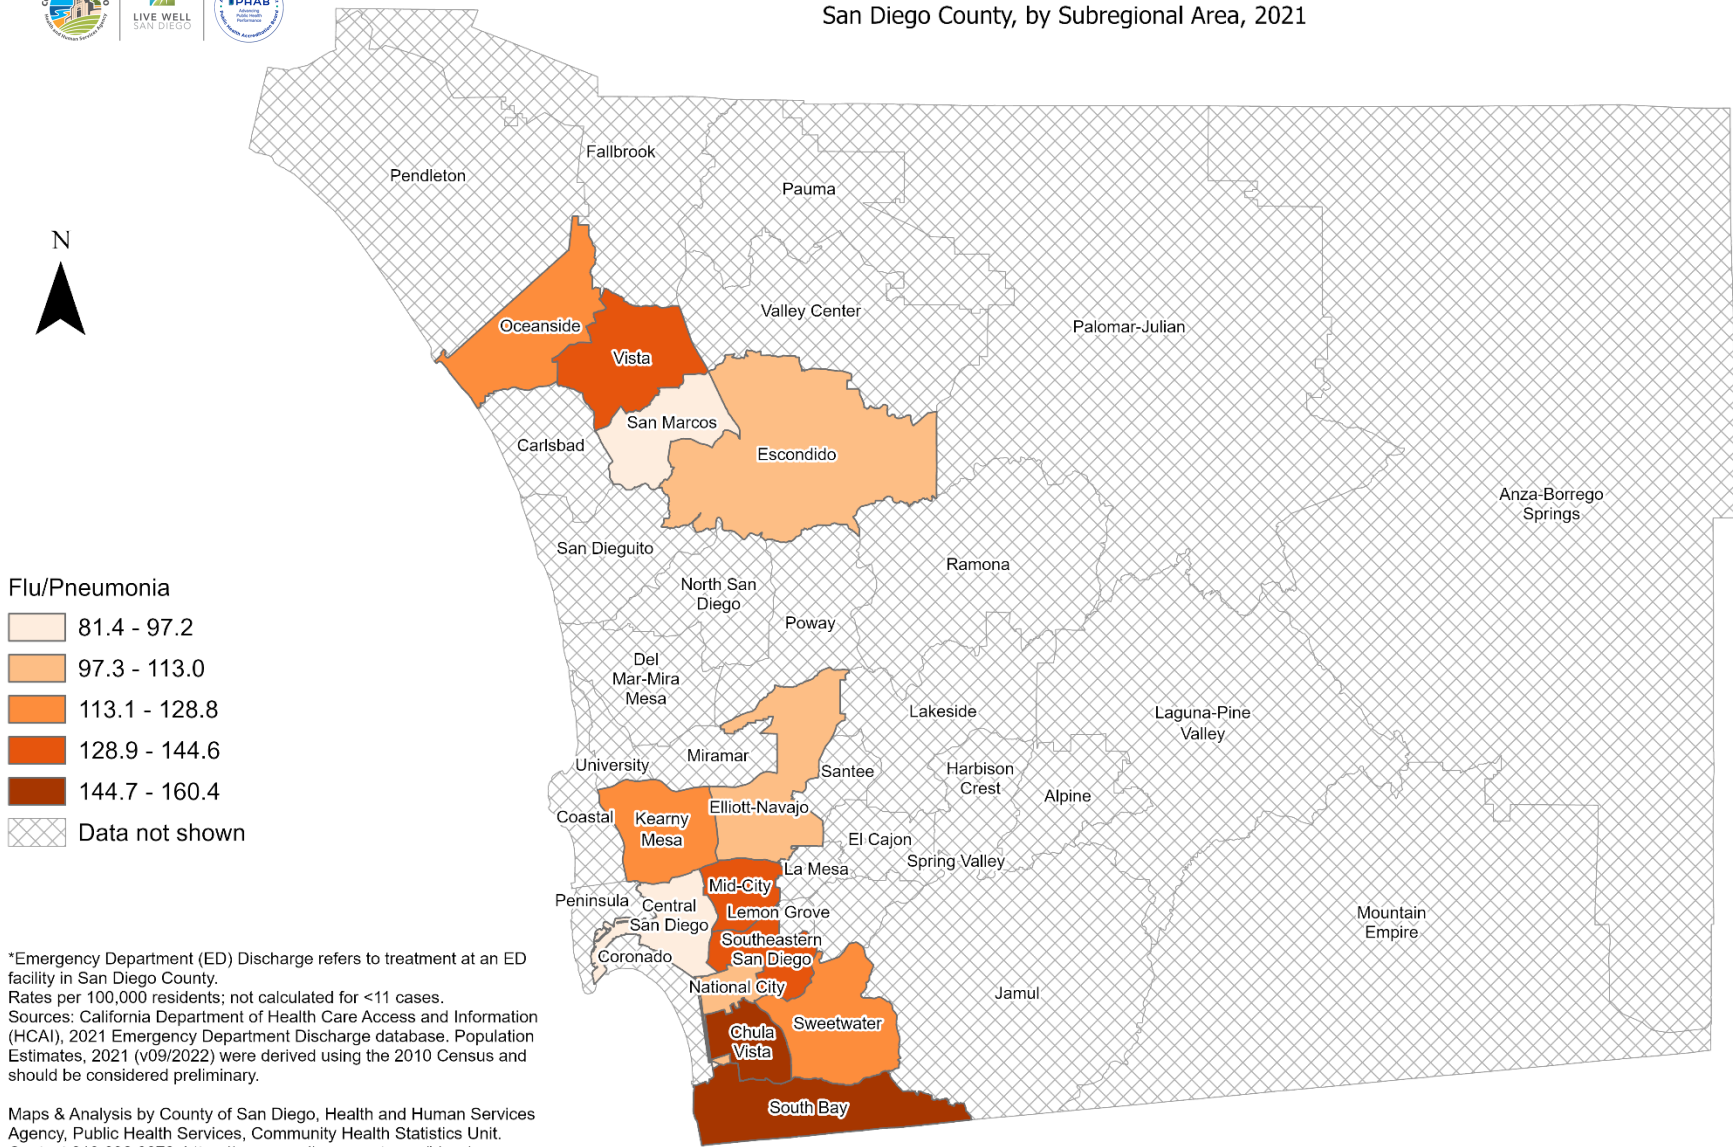 PHAB
Advancing
Public Health
Performance
LIVE WELL
SAN DIEGO
San Diego County, by Subregional Area, 2021
N
Pendleton
Fallbrook
Pauma
Oceanside
Vista
Valley Center
Palomar-Julian
San Marcos
Carlsbad
Escondido
Anza-Borrego
Springs
San Dieguito
North San
Diego
Ramona
Poway
Del
Mar-Mira
Mesa
Lakeside
Laguna-Pine
Valley
Miramar
University
Santee
Harbison
Crest
Alpine
Coastal
Kearny
Mesa
Elliott-Navajo
El Cajon
Spring Valley
La Mesa
Mid-City
Peninsula
Central
San Diego
Lemon Grove
Mountain
Empire
Southeastern
San Diego
Coronado
National City
Jamul
Chula
Vista
Sweetwater
South Bay
Flu/Pneumonia
81.4 - 97.2
97.3 - 113.0
113.1 - 128.8
128.9 - 144.6
144.7 - 160.4
Data not shown
*Emergency Department (ED) Discharge refers to treatment at an ED
facility in San Diego County.
Rates per 100,000 residents; not calculated for <11 cases.
Sources: California Department of Health Care Access and Information
(HCAI), 2021 Emergency Department Discharge database. Population
Estimates, 2021 (v09/2022) were derived using the 2010 Census and
should be considered preliminary.
Maps & Analysis by County of San Diego, Health and Human Services
Agency, Public Health Services, Community Health Statistics Unit.